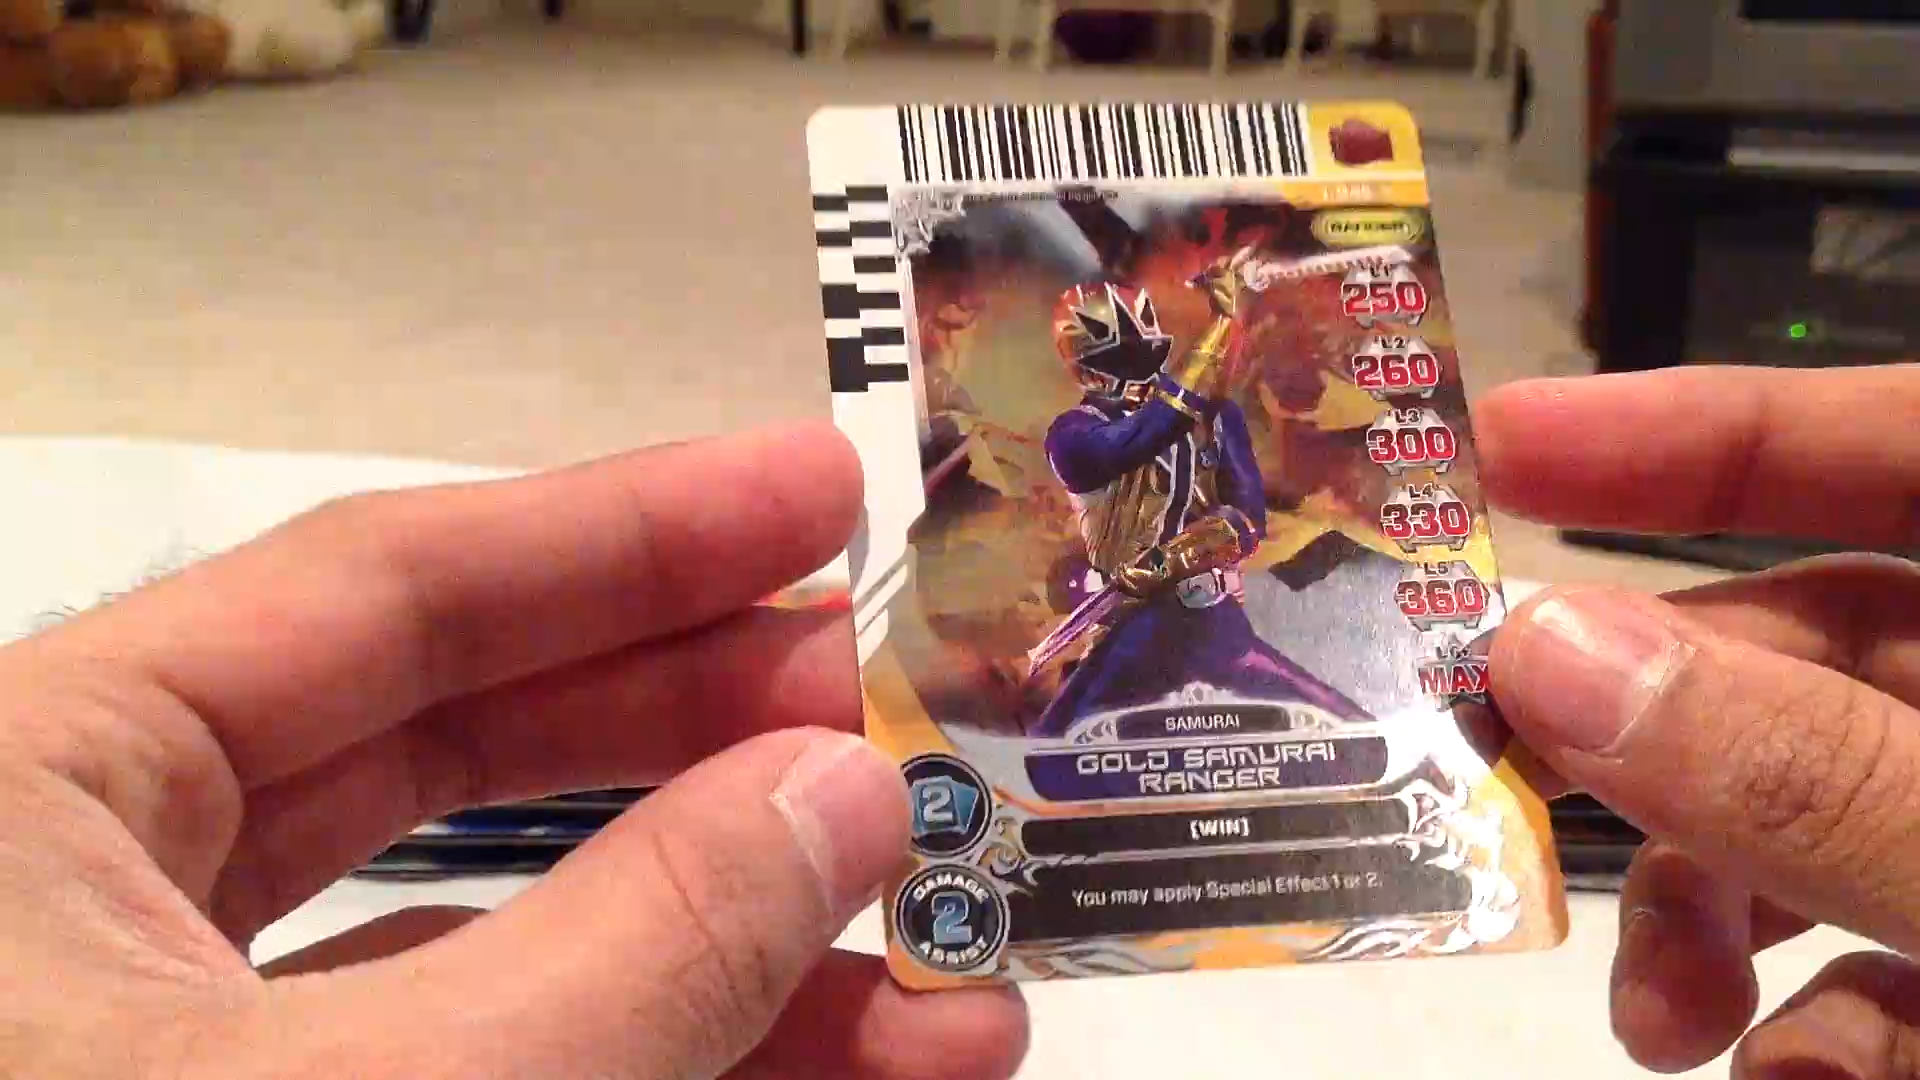 RANGER
L1
250
L2
260
L3
300
L4
330
L5
360
MAX
SAMURAI
GOLD SAMURAI
RANGER
2
[WIN]
DAMAGE
2
ASSIST
You may apply Special Effect 1 or 2.